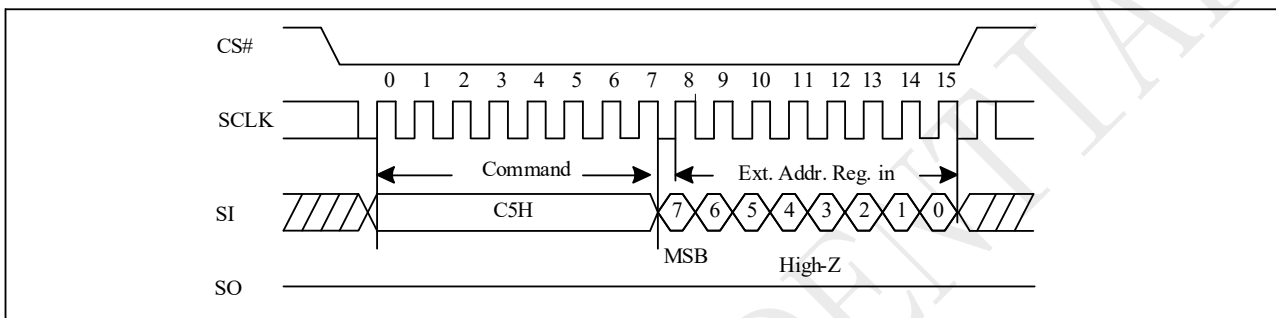 CS#
0 1 2 3 4 5 6 7 8 9 10 11 12 13 14 15
SCLK
Command Ext. Addr. Reg. in
SI C5H 7 6 5 4 3 2 1 0
MSB High-Z
SO